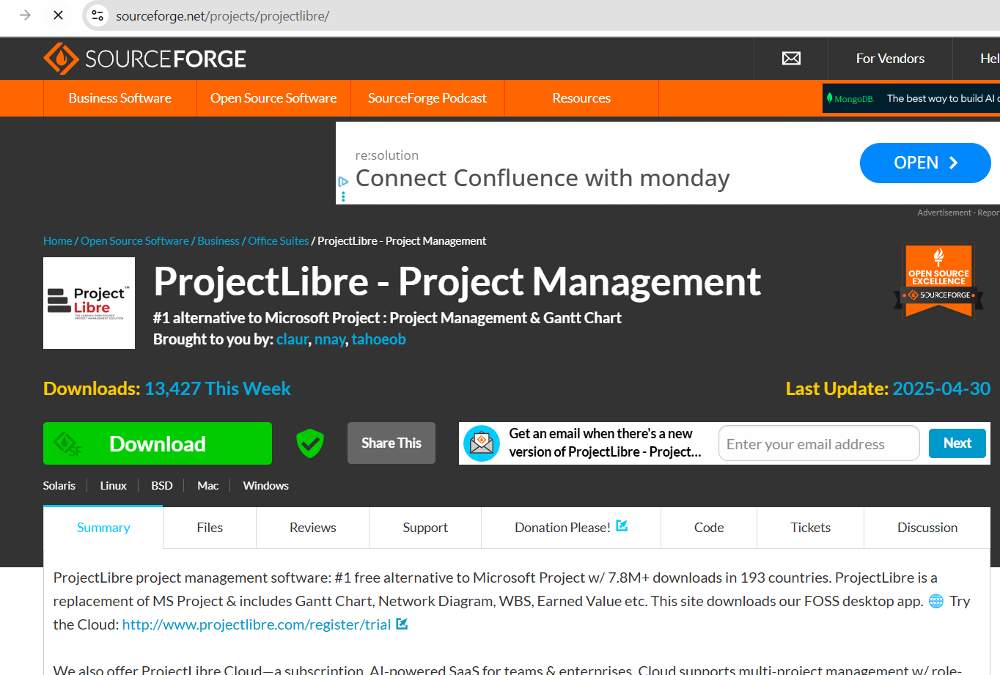 sourceforge.net/projects/projectlibre/
SOURCEFORGE
For Vendors
Hel
Business Software
Open Source Software
SourceForge Podcast
Resources
MongoDB.
The best way to build AI
re:solution
Connect Confluence with monday
OPEN
Advertisement - Repor
Home / Open Source Software / Business / Office Suites / ProjectLibre - Project Management
Project Libre™
THE LEADING OPEN SOURCE
PROJECT MANAGEMENT SOLUTION
ProjectLibre - Project Management
#1 alternative to Microsoft Project : Project Management & Gantt Chart
Brought to you by: claur, nnay, tahoeob
OPEN SOURCE
EXCELLENCE
SOURCEFORGE
Downloads: 13,427 This Week
Last Update: 2025-04-30
SF
Download
Share This
Get an email when there's a new
version of ProjectLibre - Project...
Enter your email address
Next
Solaris
Linux
BSD
Mac
Windows
Summary
Files
Reviews
Support
Donation Please!
Code
Tickets
Discussion
ProjectLibre project management software: #1 free alternative to Microsoft Project w/ 7.8M+ downloads in 193 countries. ProjectLibre is a
replacement of MS Project & includes Gantt Chart, Network Diagram, WBS, Earned Value etc. This site downloads our FOSS desktop app. 🌐 Try
the Cloud: http://www.projectlibre.com/register/trial
We also offer ProjectLibre Cloud—a subscription, AI-powered SaaS for teams & enterprises. Cloud supports multi-project management w/ role-